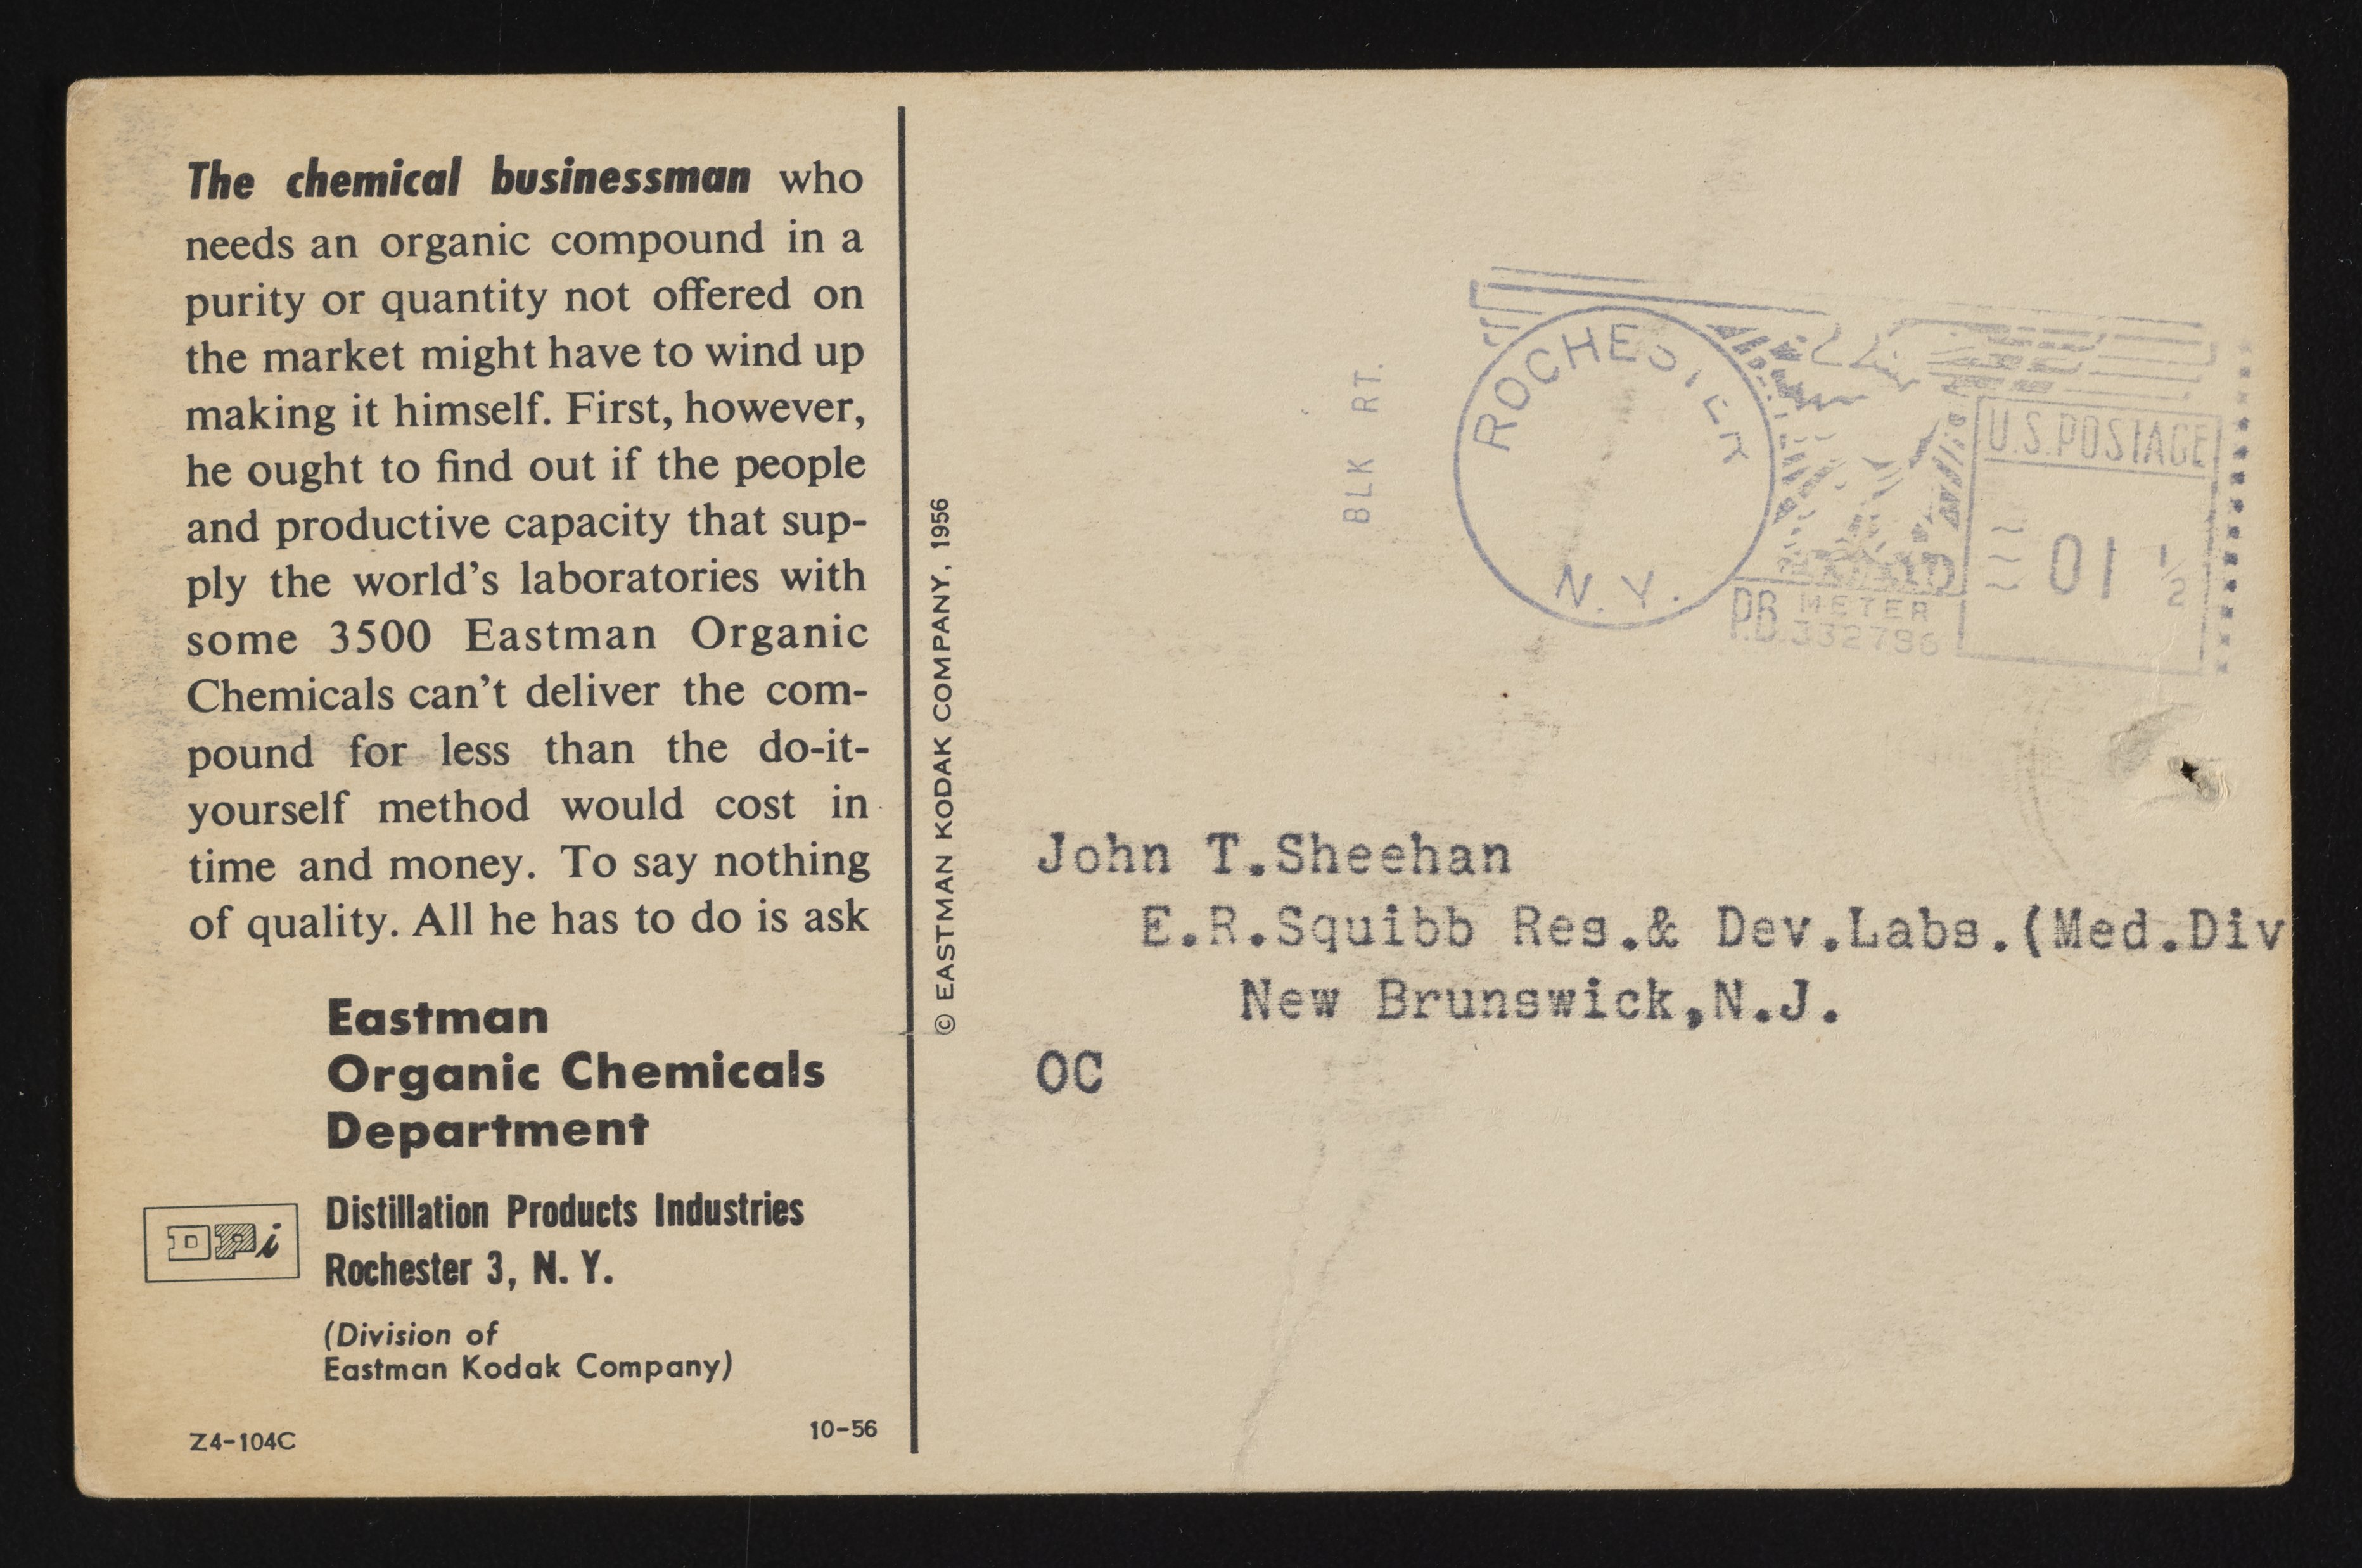 The chemical businessman who
needs an organic compound in a
purity or quantity not offered on
the market might have to wind up
making it himself. First, however,
he ought to find out if the people
and productive capacity that sup-
ply the world's laboratories with
some 3500 Eastman Organic
Chemicals can't deliver the com-
pound for less than the do-it-
yourself method would cost in
time and money. To say nothing
of quality. All he has to do is ask
Eastman
Organic Chemicals
Department
DPi
Distillation Products Industries
Rochester 3, N. Y.
(Division of
Eastman Kodak Company)
Z4-104C
10-56
© EASTMAN KODAK COMPANY, 1956
BLK RT.
ROCHESTER
N. Y.
U.S. POSTAGE
01 1/2
PB METER
P.B. 332796
John T.Sheehan
E.R.Squibb Res.& Dev.Labs.(Med.Div
New Brunswick,N.J.
OC